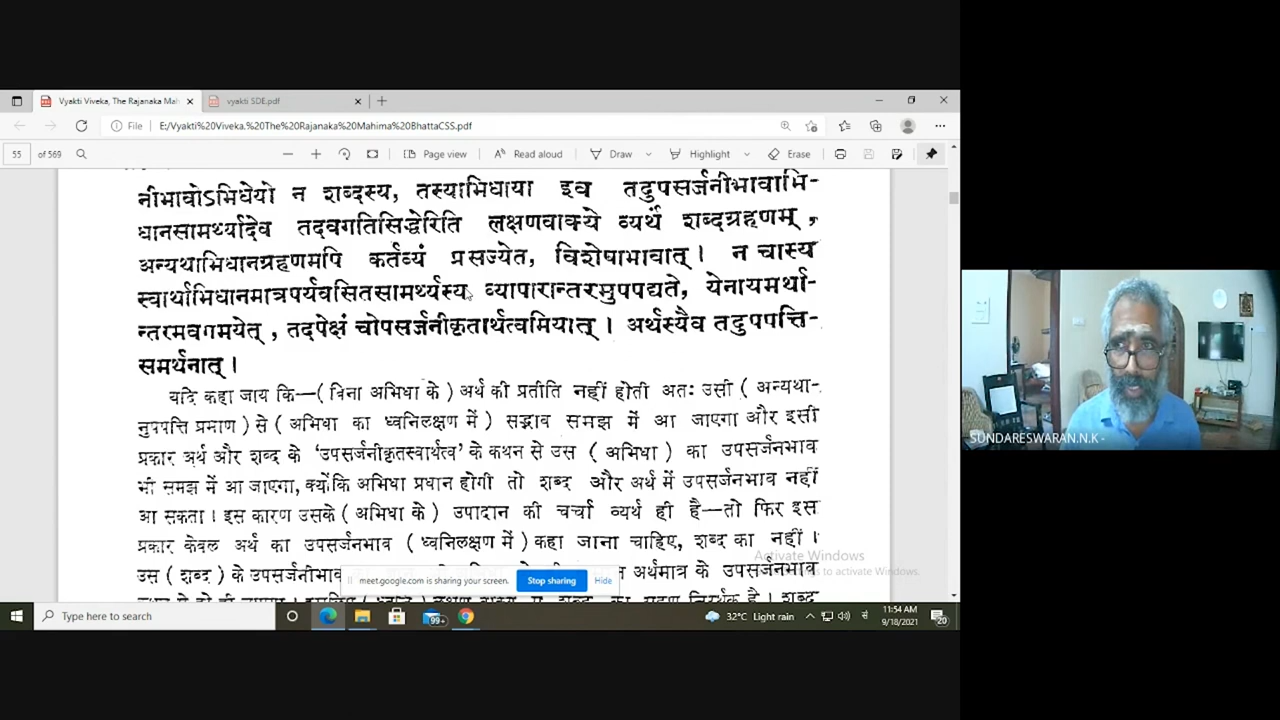 Vyakti Viveka, The Rajanaka Mah
vyakti SDE.pdf
File
E:/Vyakti%20Viveka.%20The%20Rajanaka%20Mahima%20BhattaCSS.pdf
55 of 569
Page view
Read aloud
Draw
Highlight
Erase
नीभावोऽभिधेयो न शब्दस्य, तस्याभिधाया इव तदुपसर्जनीभावाभि-
धानसामर्थ्यादेव तदवगतिसिद्धेरिति लक्षणवाक्ये व्यर्थं शब्दग्रहणम्,
अन्यथाभिधानग्रहणमपि कर्तव्यं प्रसज्येत, विशेषाभावात्। न चास्य
स्वार्थाभिधानमात्रपर्यवसितसामर्थ्यस्य व्यापारान्तरमुपपद्यते, येनायमर्था-
न्तरमवगमयेत्, तदपेक्षं चोपसर्जनीकृतार्थत्वमियात्। अर्थस्यैव तदुपपत्ति-
समर्थनात्।
यदि कहा जाय कि—(बिना अभिधा के) अर्थ की प्रतीति नहीं होती अतः उसी (अन्यथा-
नुपपत्ति प्रमाण) से (अभिधा का ध्वनिलक्षण में) सद्भाव समझ में आ जाएगा और इसी
प्रकार अर्थ और शब्द के 'उपसर्जनीकृतस्वार्थत्व' के कथन से उस (अभिधा) का उपसर्जनभाव
भी समझ में आ जाएगा, क्योंकि अभिधा प्रधान होगी तो शब्द और अर्थ में उपसर्जनभाव नहीं
आ सकता। इस कारण उसके (अभिधा के) उपादान की चर्चा व्यर्थ ही है—तो फिर इस
प्रकार केवल अर्थ का उपसर्जनभाव (ध्वनिलक्षण में) कहा जाना चाहिए, शब्द का नहीं।
उस (शब्द) के उपसर्जनीभाव अर्थमात्र के उपसर्जनभाव
Activate Windows
to activate Windows.
meet.google.com is sharing your screen.
Stop sharing
Hide
Type here to search
99+
32°C Light rain
11:54 AM
9/18/2021
20
SUNDARESWARAN.N.K -